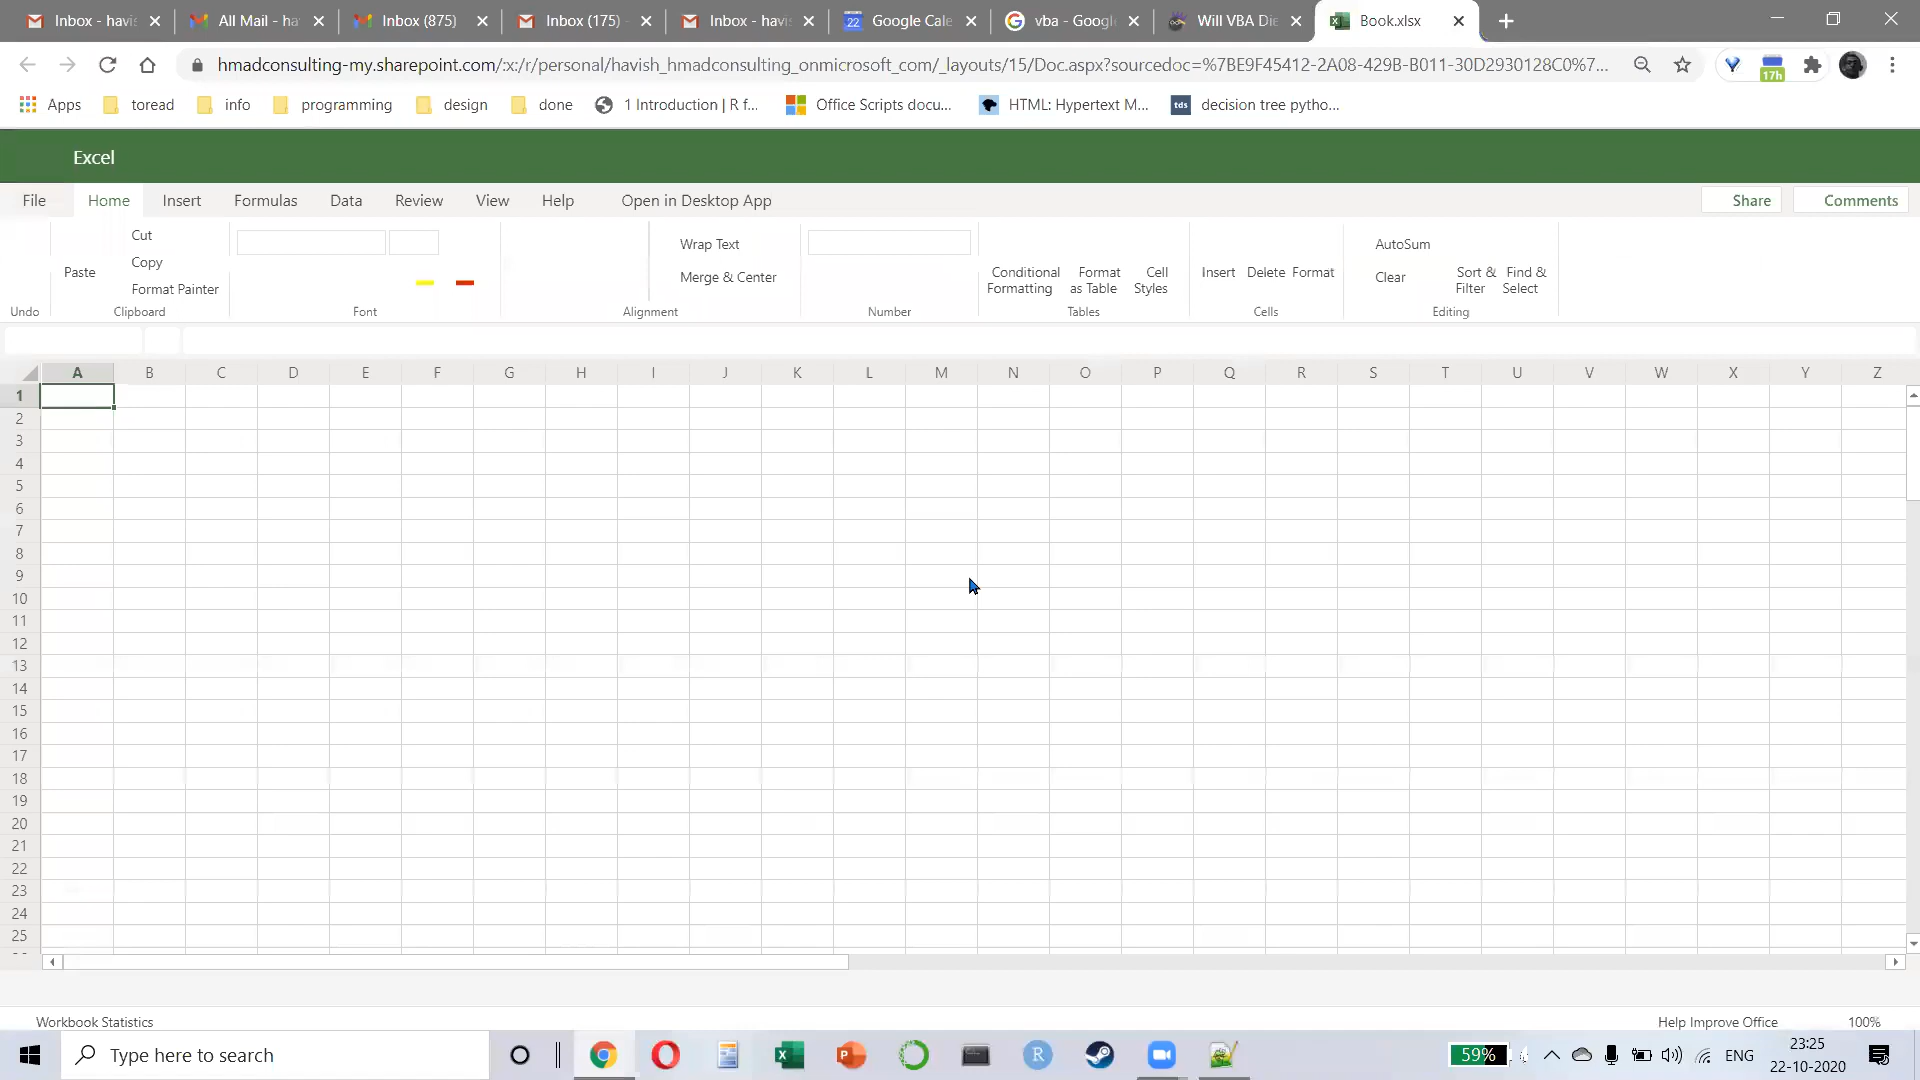 Inbox - havis
All Mail - ha
Inbox (875)
Inbox (175)
Inbox - havis
22
Google Cale
vba - Googl
Will VBA Die
Book.xlsx
hmadconsulting-my.sharepoint.com/:x:/r/personal/havish_hmadconsulting_onmicrosoft_com/_layouts/15/Doc.aspx?sourcedoc=%7BE9F45412-2A08-429B-B011-30D2930128C0%7...
17h
Apps
toread
info
programming
design
done
1 Introduction | R f...
Office Scripts docu...
HTML: Hypertext M...
tds
decision tree pytho...
Excel
File
Home
Insert
Formulas
Data
Review
View
Help
Open in Desktop App
Share
Comments
Paste
Cut
Copy
Format Painter
Wrap Text
Merge & Center
Conditional
Formatting
Format
as Table
Cell
Styles
Insert
Delete
Format
AutoSum
Clear
Sort &
Filter
Find &
Select
Undo
Clipboard
Font
Alignment
Number
Tables
Cells
Editing
A B C D E F G H I J K L M N O P Q R S T U V W X Y Z
1
2
3
4
5
6
7
8
9
10
11
12
13
14
15
16
17
18
19
20
21
22
23
24
25
Workbook Statistics
Help Improve Office
100%
Type here to search
59%
ENG
23:25
22-10-2020